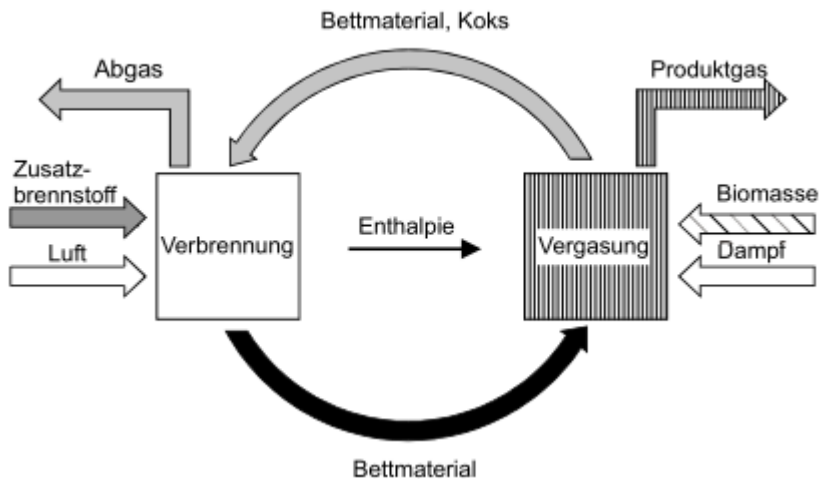 Bettmaterial, Koks
Abgas
Produktgas
Zusatz-
brennstoff
Biomasse
Verbrennung
Enthalpie
Vergasung
Luft
Dampf
Bettmaterial